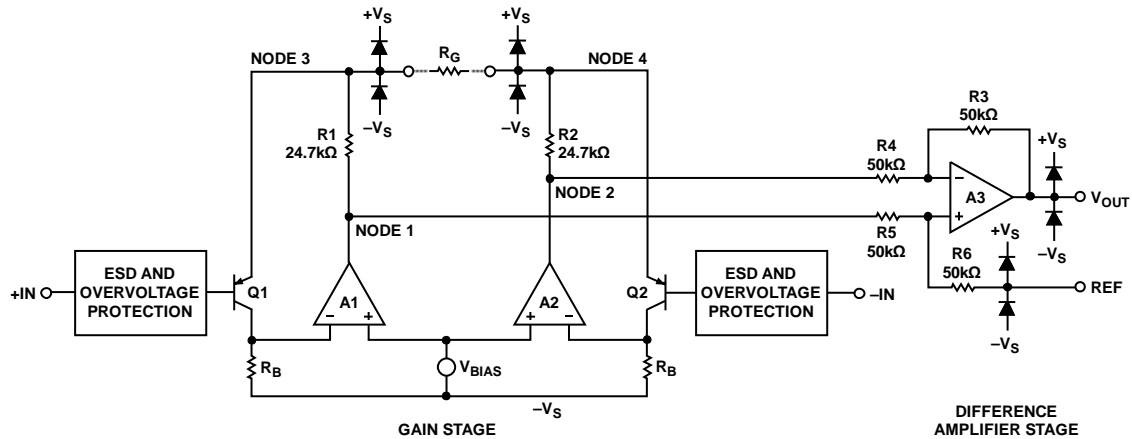 +VS
+VS
NODE 3
RG
NODE 4
–VS
–VS
R1
24.7kΩ
R2
24.7kΩ
R3
50kΩ
R4
50kΩ
+VS
NODE 2
A3
–
+
VOUT
NODE 1
R5
50kΩ
–VS
+VS
R6
50kΩ
REF
–VS
+IN
ESD AND
OVERVOLTAGE
PROTECTION
Q1
A1
–
+
A2
+
–
Q2
ESD AND
OVERVOLTAGE
PROTECTION
–IN
RB
VBIAS
RB
–VS
GAIN STAGE
DIFFERENCE
AMPLIFIER STAGE